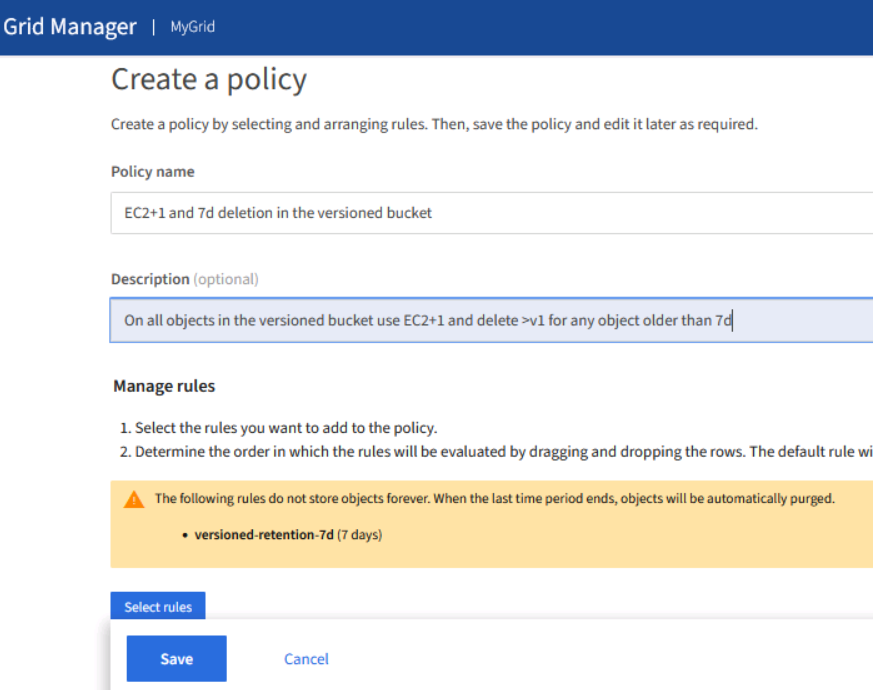 Grid Manager | MyGrid
Create a policy
Create a policy by selecting and arranging rules. Then, save the policy and edit it later as required.
Policy name
EC2+1 and 7d deletion in the versioned bucket
Description (optional)
On all objects in the versioned bucket use EC2+1 and delete >v1 for any object older than 7d
Manage rules
1. Select the rules you want to add to the policy.
2. Determine the order in which the rules will be evaluated by dragging and dropping the rows. The default rule wi
The following rules do not store objects forever. When the last time period ends, objects will be automatically purged.
• versioned-retention-7d (7 days)
Select rules
Save Cancel